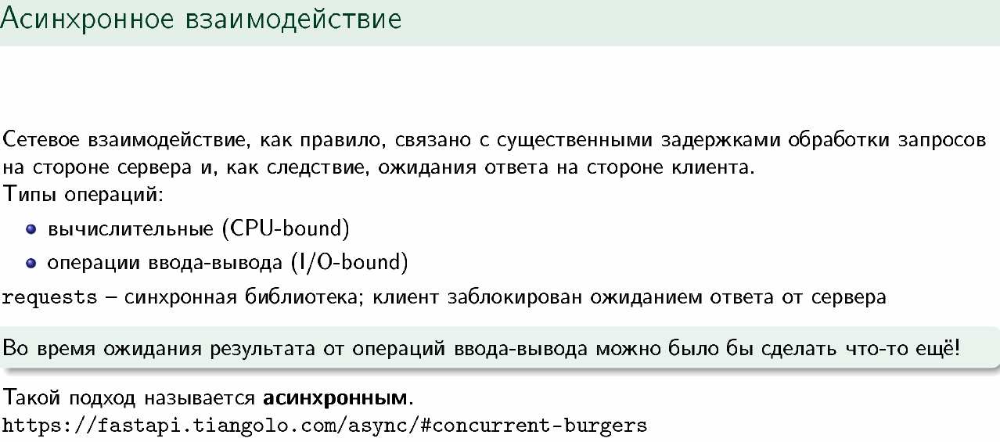 Асинхронное взаимодействие
Сетевое взаимодействие, как правило, связано с существенными задержками обработки запросов
на стороне сервера и, как следствие, ожидания ответа на стороне клиента.
Типы операций:
вычислительные (CPU-bound)
операции ввода-вывода (I/O-bound)
requests – синхронная библиотека; клиент заблокирован ожиданием ответа от сервера
Во время ожидания результата от операций ввода-вывода можно было бы сделать что-то ещё!
Такой подход называется асинхронным.
https://fastapi.tiangolo.com/async/#concurrent-burgers